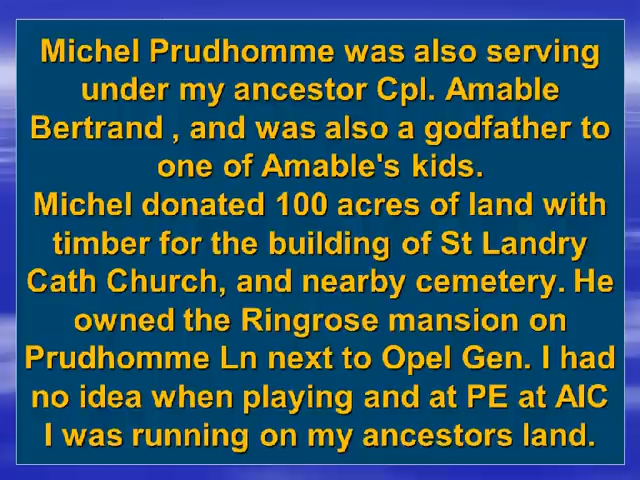 Michel Prudhomme was also serving
under my ancestor Cpl. Amable
Bertrand , and was also a godfather to
one of Amable's kids.
Michel donated 100 acres of land with
timber for the building of St Landry
Cath Church, and nearby cemetery. He
owned the Ringrose mansion on
Prudhomme Ln next to Opel Gen. I had
no idea when playing and at PE at AIC
I was running on my ancestors land.